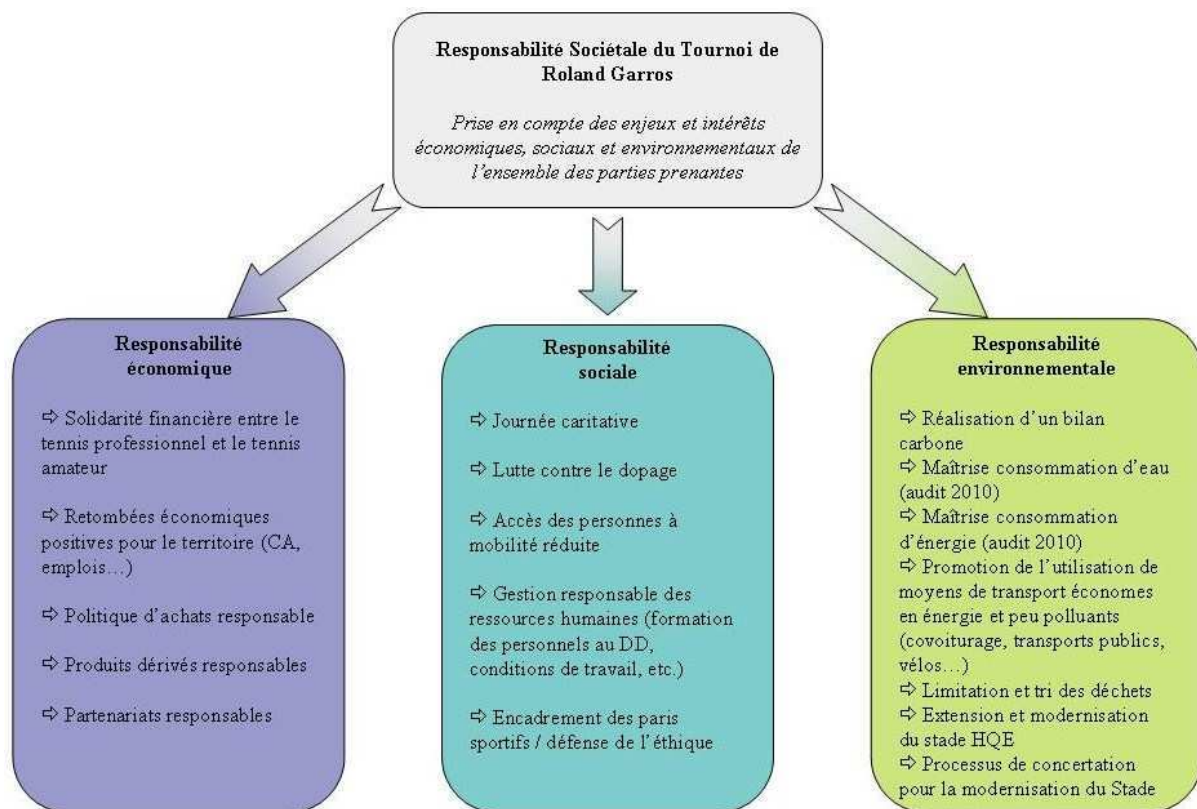 Responsabilité Sociétale du Tournoi de
Roland Garros
Prise en compte des enjeux et intérêts
économiques, sociaux et environnementaux de
l'ensemble des parties prenantes
Responsabilité
économique
⇨ Solidarité financière entre le
tennis professionnel et le tennis
amateur
⇨ Retombées économiques
positives pour le territoire (CA,
emplois…)
⇨ Politique d'achats responsable
⇨ Produits dérivés responsables
⇨ Partenariats responsables
Responsabilité
sociale
⇨ Journée caritative
⇨ Lutte contre le dopage
⇨ Accès des personnes à
mobilité réduite
⇨ Gestion responsable des
ressources humaines (formation
des personnels au DD,
conditions de travail, etc.)
⇨ Encadrement des paris
sportifs / défense de l'éthique
Responsabilité
environnementale
⇨ Réalisation d'un bilan
carbone
⇨ Maîtrise consommation d'eau
(audit 2010)
⇨ Maîtrise consommation
d'énergie (audit 2010)
⇨ Promotion de l'utilisation de
moyens de transport économes
en énergie et peu polluants
(covoiturage, transports publics,
vélos…)
⇨ Limitation et tri des déchets
⇨ Extension et modernisation
du stade HQE
⇨ Processus de concertation
pour la modernisation du Stade